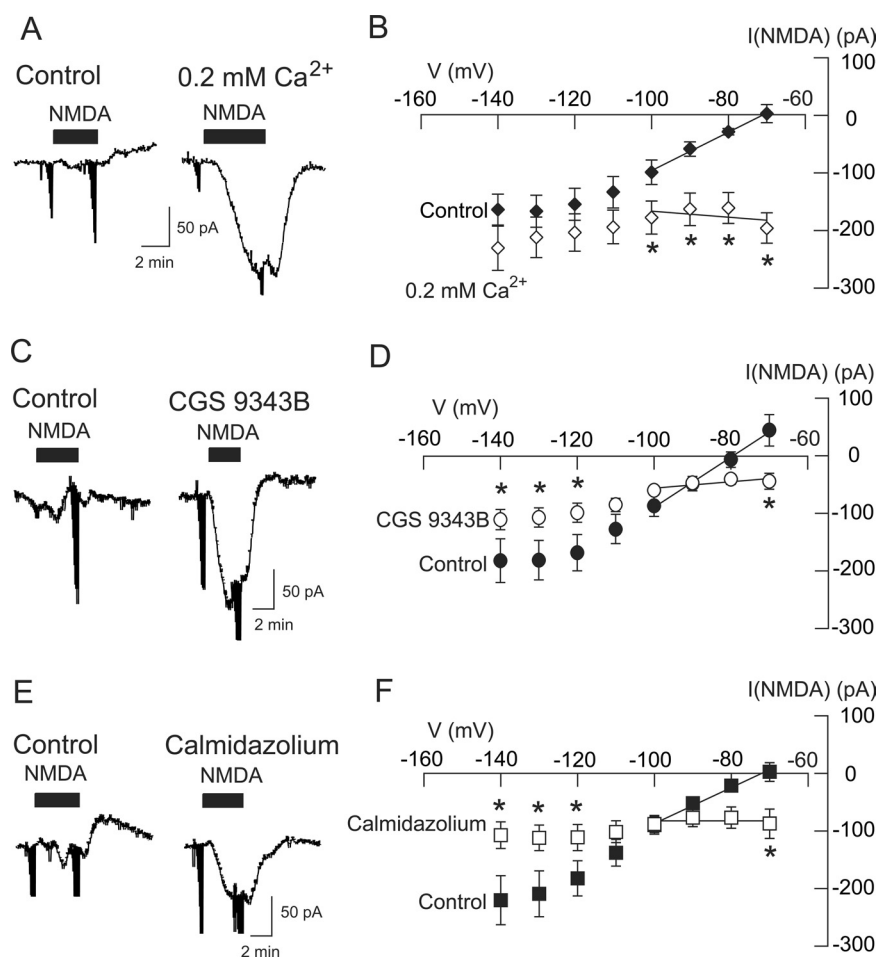 A
Control
0.2 mM Ca2+
NMDA
NMDA
50 pA
2 min
B
I(NMDA) (pA)
V (mV)
-160 -140 -120 -100 -80 -60
100
0
-100
-200
-300
Control
0.2 mM Ca2+
* * * *
C
Control
CGS 9343B
NMDA
NMDA
50 pA
2 min
D
I(NMDA) (pA)
V (mV)
-160 -140 -120 -100 -80 -60
100
0
-100
-200
-300
* * *
*
CGS 9343B
Control
E
Control
Calmidazolium
NMDA
NMDA
50 pA
2 min
F
I(NMDA) (pA)
V (mV)
-160 -140 -120 -100 -80 -60
100
0
-100
-200
-300
* * *
*
Calmidazolium
Control